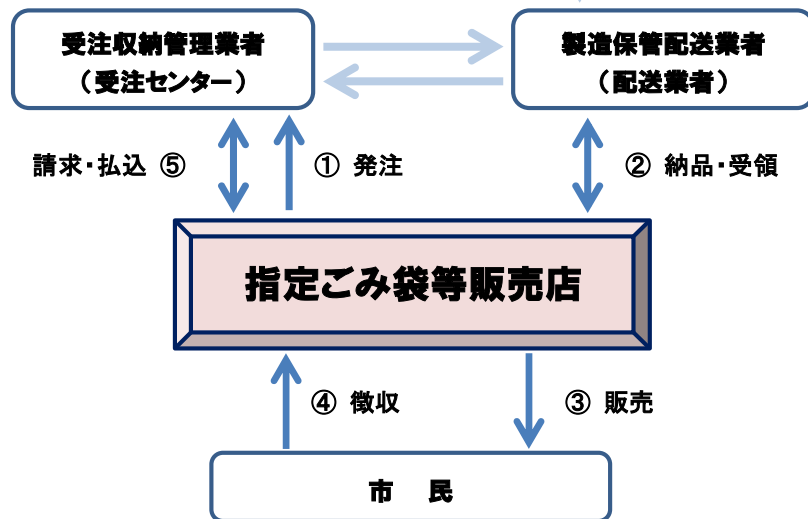 受注収納管理業者
（受注センター）
製造保管配送業者
（配送業者）
請求・払込 ⑤
① 発注
② 納品・受領
指定ごみ袋等販売店
④ 徴収
③ 販売
市　民